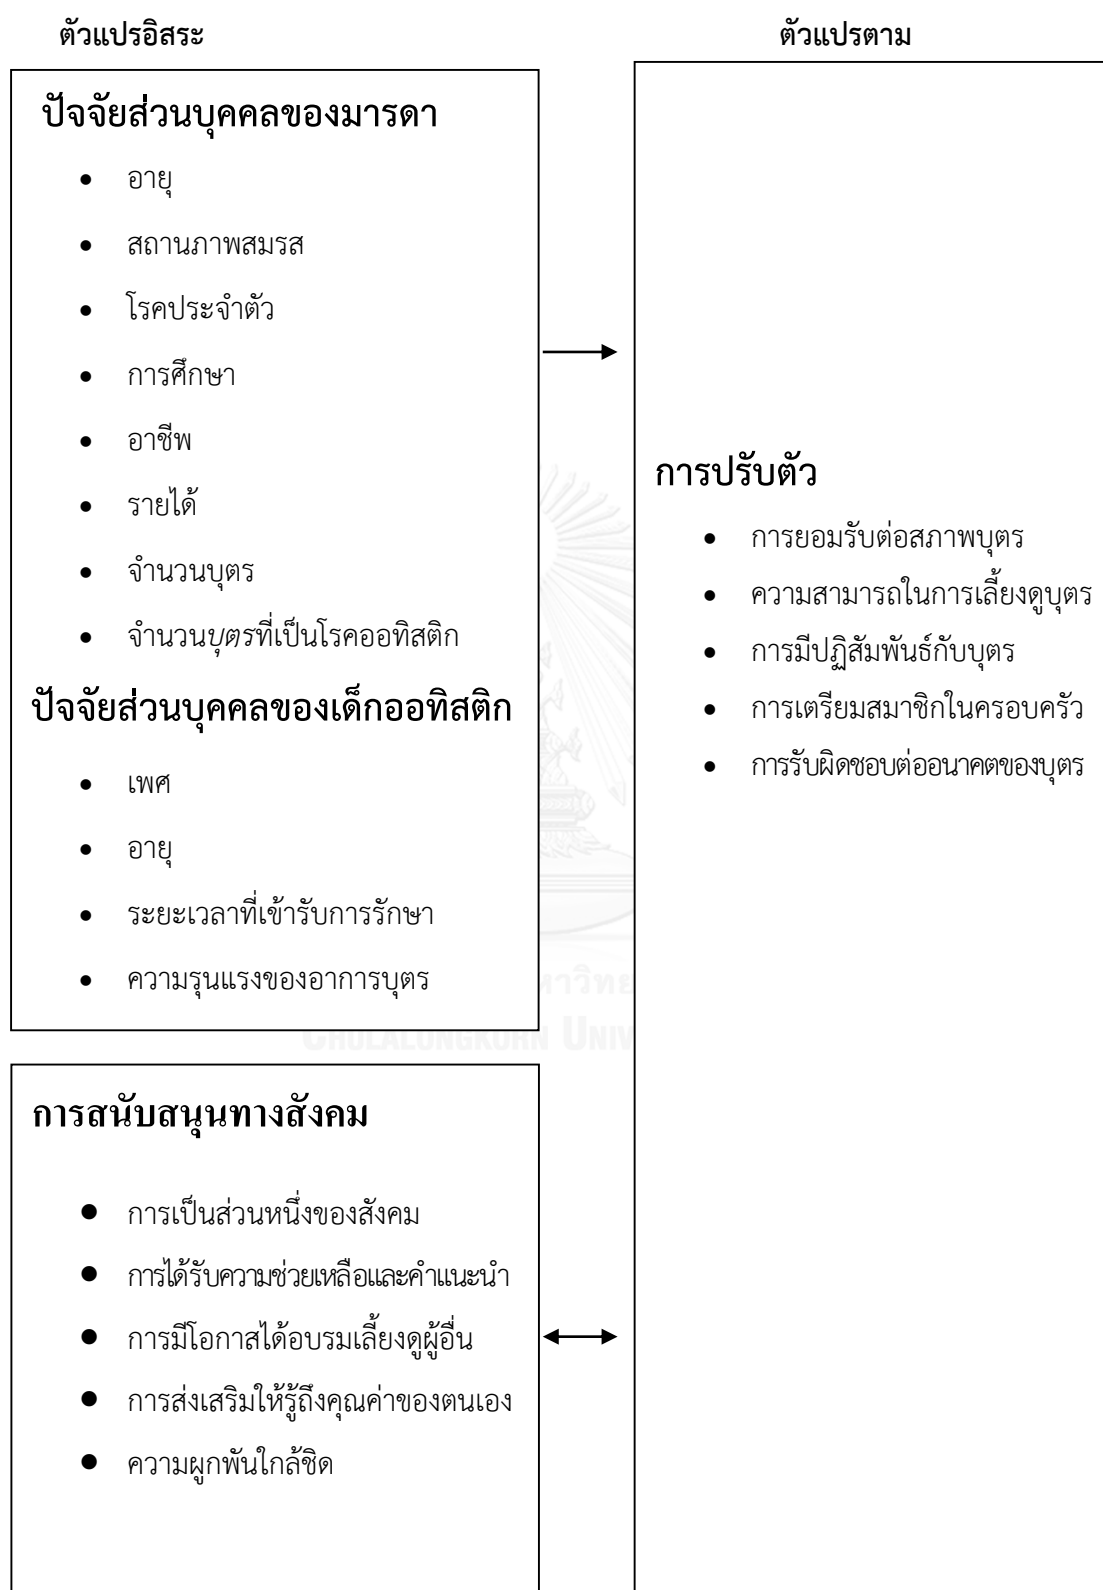 ตัวแปรอิสระ
ตัวแปรตาม
ปัจจัยส่วนบุคคลของมารดา
• อายุ
• สถานภาพสมรส
• โรคประจำตัว
• การศึกษา
• อาชีพ
• รายได้
• จำนวนบุตร
• จำนวนบุตรที่เป็นโรคออทิสติก
ปัจจัยส่วนบุคคลของเด็กออทิสติก
• เพศ
• อายุ
• ระยะเวลาที่เข้ารับการรักษา
• ความรุนแรงของอาการบุตร
การสนับสนุนทางสังคม
• การเป็นส่วนหนึ่งของสังคม
• การได้รับความช่วยเหลือและคำแนะนำ
• การมีโอกาสได้อบรมเลี้ยงดูผู้อื่น
• การส่งเสริมให้รู้ถึงคุณค่าของตนเอง
• ความผูกพันใกล้ชิด
การปรับตัว
• การยอมรับต่อสภาพบุตร
• ความสามารถในการเลี้ยงดูบุตร
• การมีปฏิสัมพันธ์กับบุตร
• การเตรียมสมาชิกในครอบครัว
• การรับผิดชอบต่ออนาคตของบุตร
หาวิทย
CHULALONGKORN UNIV